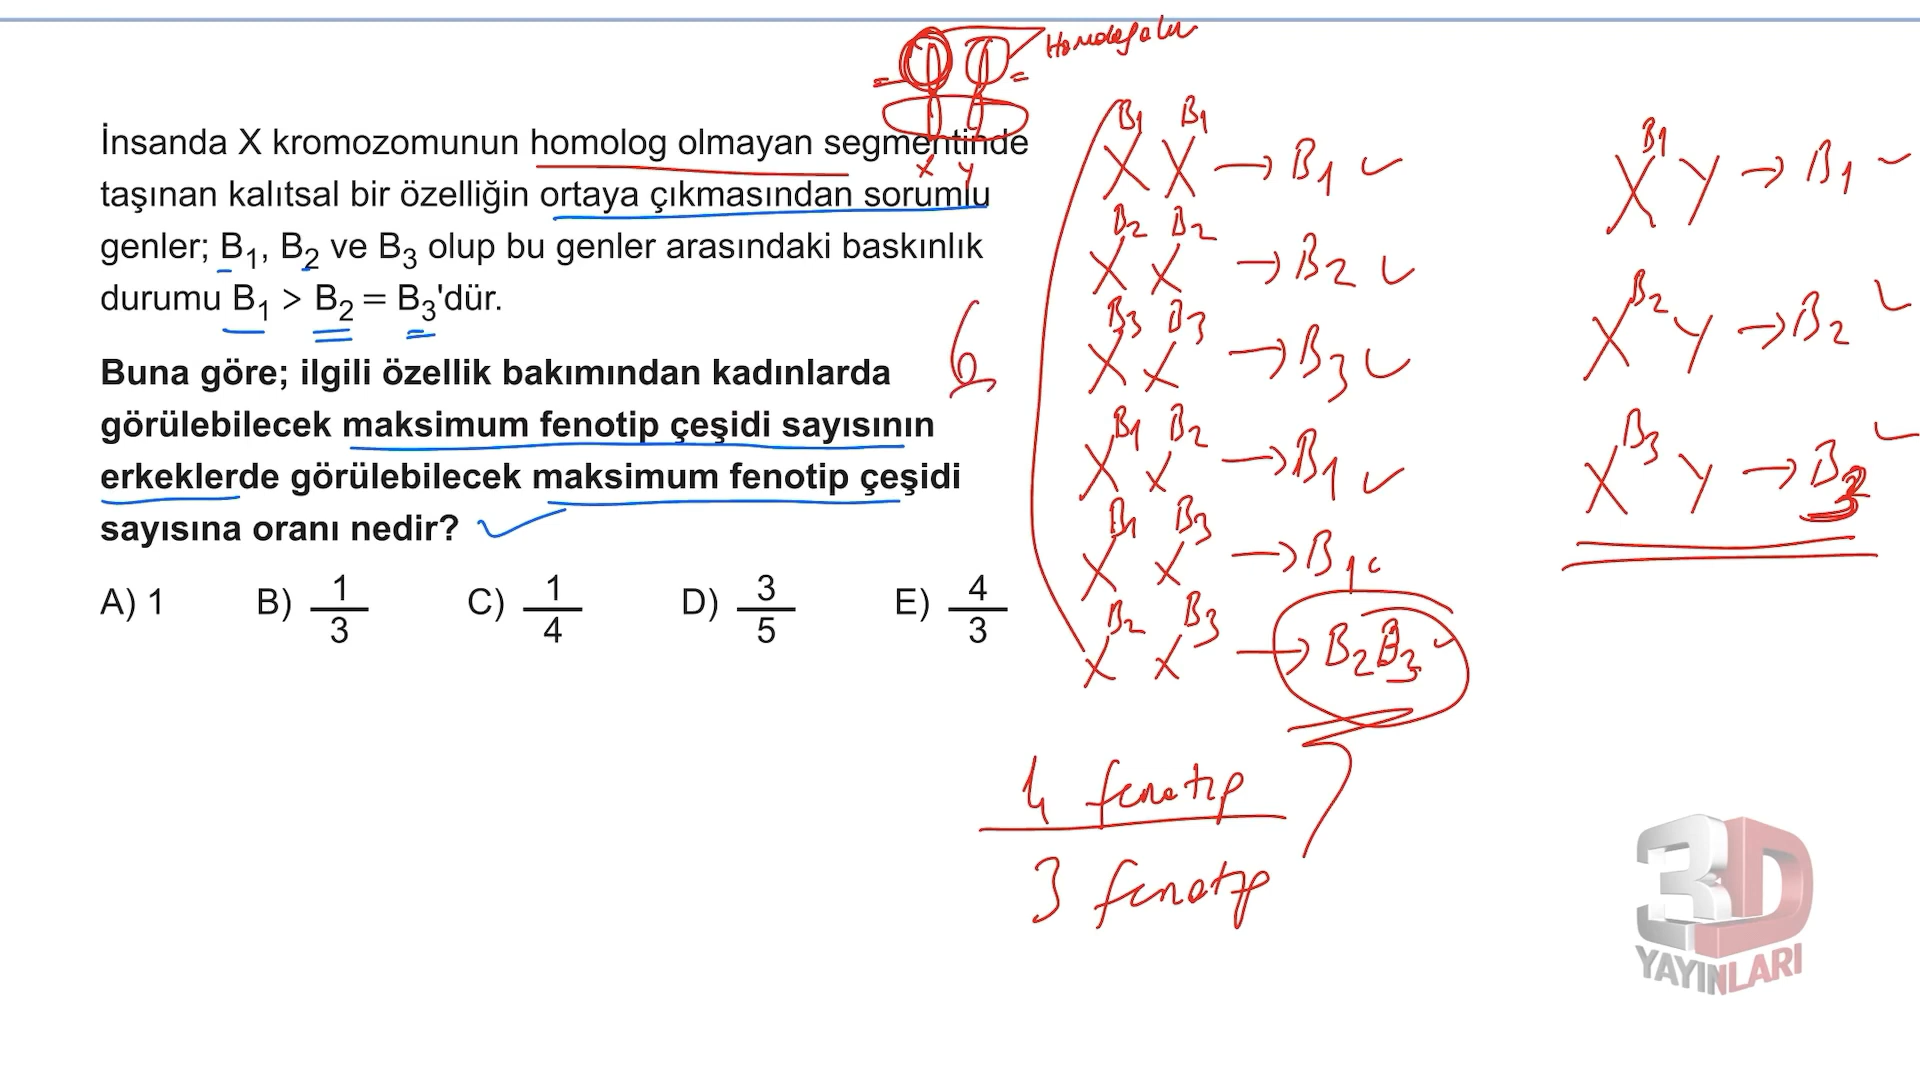 Homolog olan
x y
İnsanda X kromozomunun homolog olmayan segmentinde
taşınan kalıtsal bir özelliğin ortaya çıkmasından sorumlu
genler; B₁, B₂ ve B₃ olup bu genler arasındaki baskınlık
durumu B₁ > B₂ = B₃'dür.
Buna göre; ilgili özellik bakımından kadınlarda
görülebilecek maksimum fenotip çeşidi sayısının
erkeklerde görülebilecek maksimum fenotip çeşidi
sayısına oranı nedir?
A) 1 B) 1/3 C) 1/4 D) 3/5 E) 4/3
6
X^B₁ X^B₁ → B₁ ✓
X^B₂ X^B₂ → B₂ ✓
X^B₃ X^B₃ → B₃ ✓
X^B₁ X^B₂ → B₁ ✓
X^B₁ X^B₃ → B₁
X^B₂ X^B₃ → B₂B₃ ✓
X^B₁ Y → B₁ ✓
X^B₂ Y → B₂ ✓
X^B₃ Y → B₃ ✓
4 fenotip
3 fenotip
3D
YAYINLARI